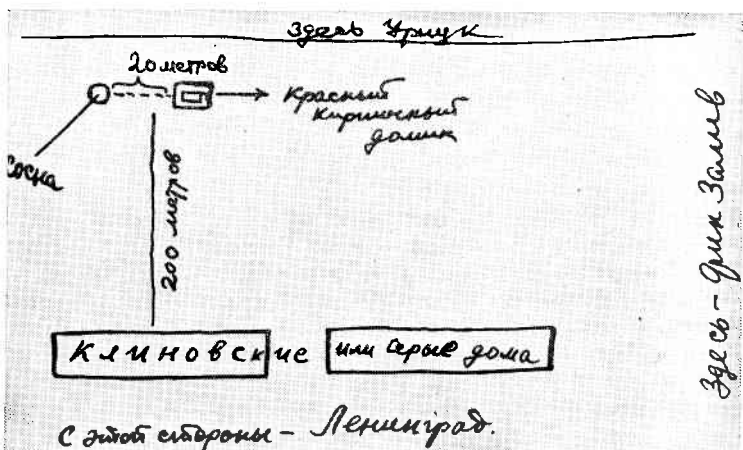 Здесь Урицк
20 метров
Красный
кирпичный
домик
сосна
200 метров
Клиновские или серые дома
Здесь - Фин Залив
С этой стороны - Ленинград.